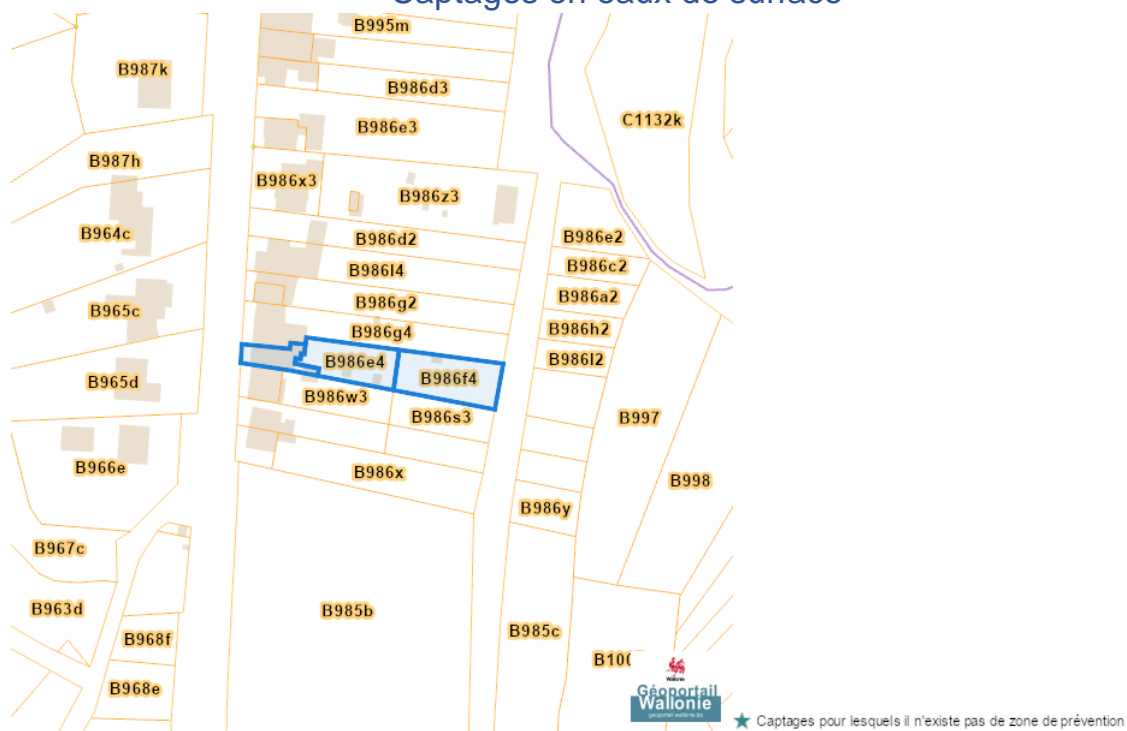 Captages en eaux de surface
B995m
B987k
B986d3
C1132k
B986e3
B987h
B986x3
B986z3
B964c
B986d2
B986e2
B986l4
B986c2
B965c
B986g2
B986a2
B986g4
B986h2
B986e4
B986l2
B965d
B986f4
B986w3
B986s3
B997
B966e
B986x
B998
B986y
B967c
B963d
B985b
B968f
B985c
B100
B968e
Wallonie
Géoportail
Wallonie
geoportail.wallonie.be
Captages pour lesquels il n'existe pas de zone de prévention